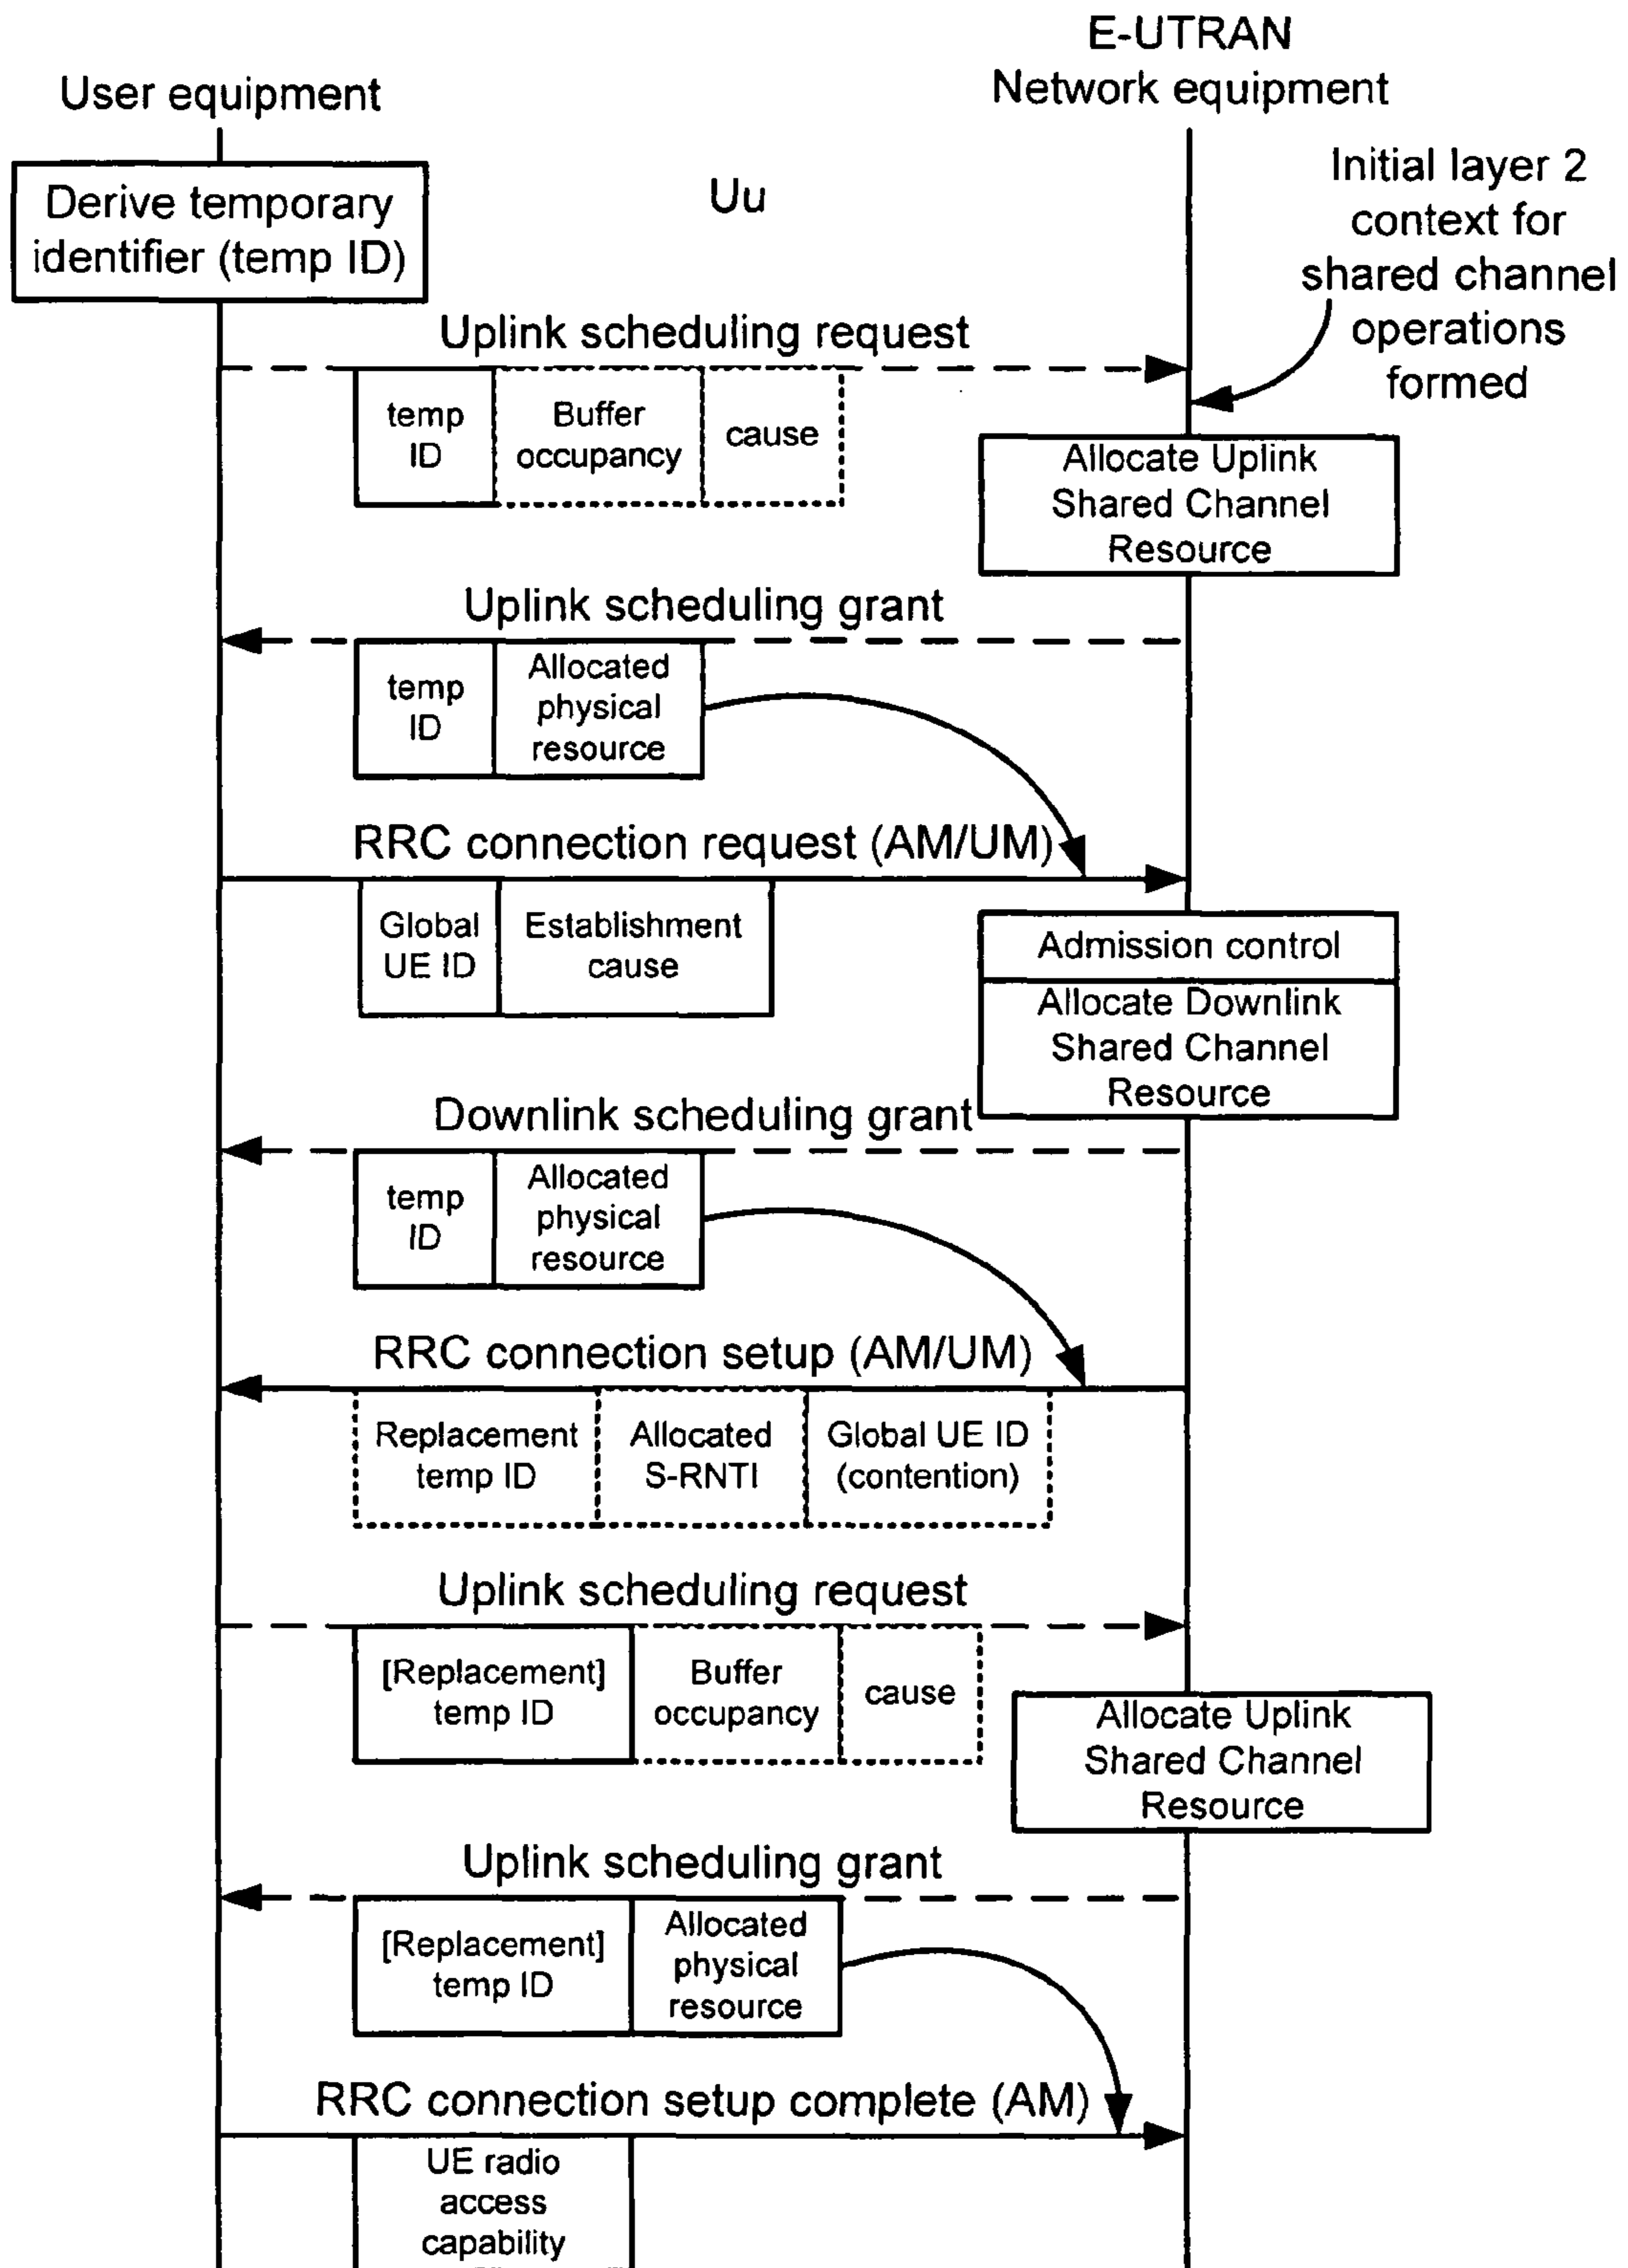 E-UTRAN
Network equipment
User equipment
Initial layer 2
context for
shared channel
operations
formed
Derive temporary
identifier (temp ID)
Uu
Uplink scheduling request
temp
ID
Buffer
occupancy
cause
Allocate Uplink
Shared Channel
Resource
Uplink scheduling grant
temp
ID
Allocated
physical
resource
RRC connection request (AM/UM)
Global
UE ID
Establishment
cause
Admission control
Allocate Downlink
Shared Channel
Resource
Downlink scheduling grant
temp
ID
Allocated
physical
resource
RRC connection setup (AM/UM)
Replacement
temp ID
Allocated
S-RNTI
Global UE ID
(contention)
Uplink scheduling request
[Replacement]
temp ID
Buffer
occupancy
cause
Allocate Uplink
Shared Channel
Resource
Uplink scheduling grant
[Replacement]
temp ID
Allocated
physical
resource
RRC connection setup complete (AM)
UE radio
access
capability